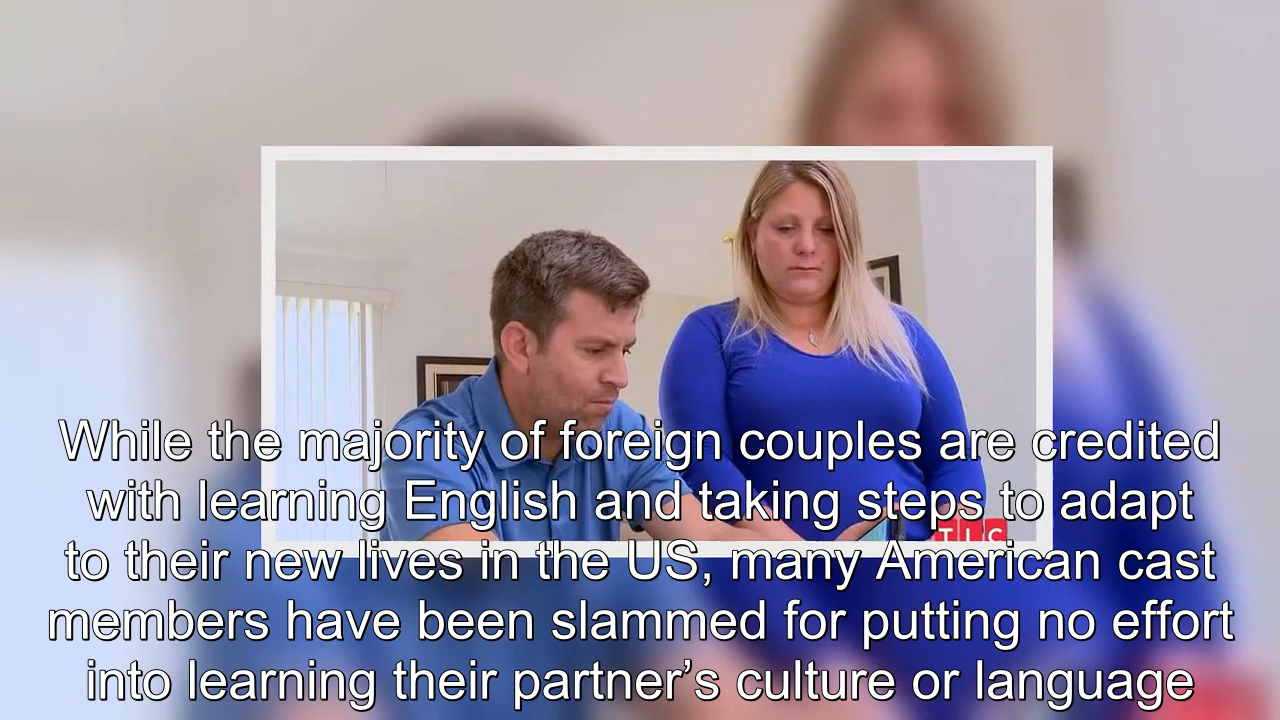 While the majority of foreign couples are credited
with learning English and taking steps to adapt
TLC
to their new lives in the US, many American cast
members have been slammed for putting no effort
into learning their partner’s culture or language